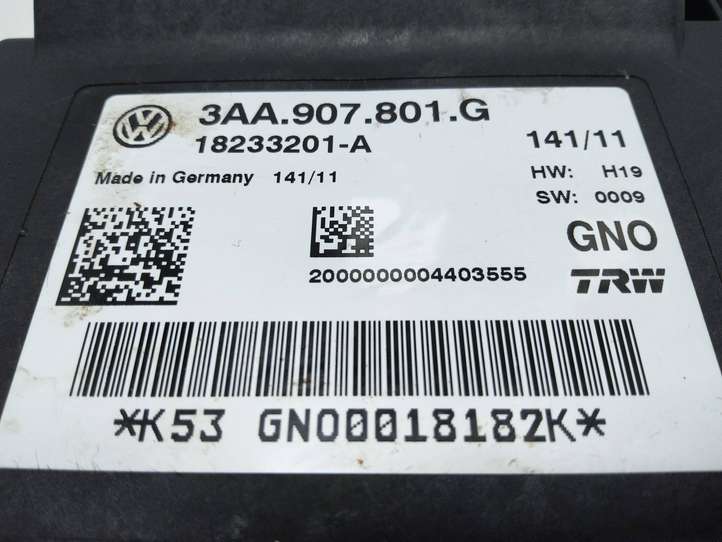 3AA.907.801.G
18233201-A 141/11
Made in Germany 141/11 HW: H19
SW: 0009
GNO
2000000004403555 TRW
*K53 GNO00018182K*